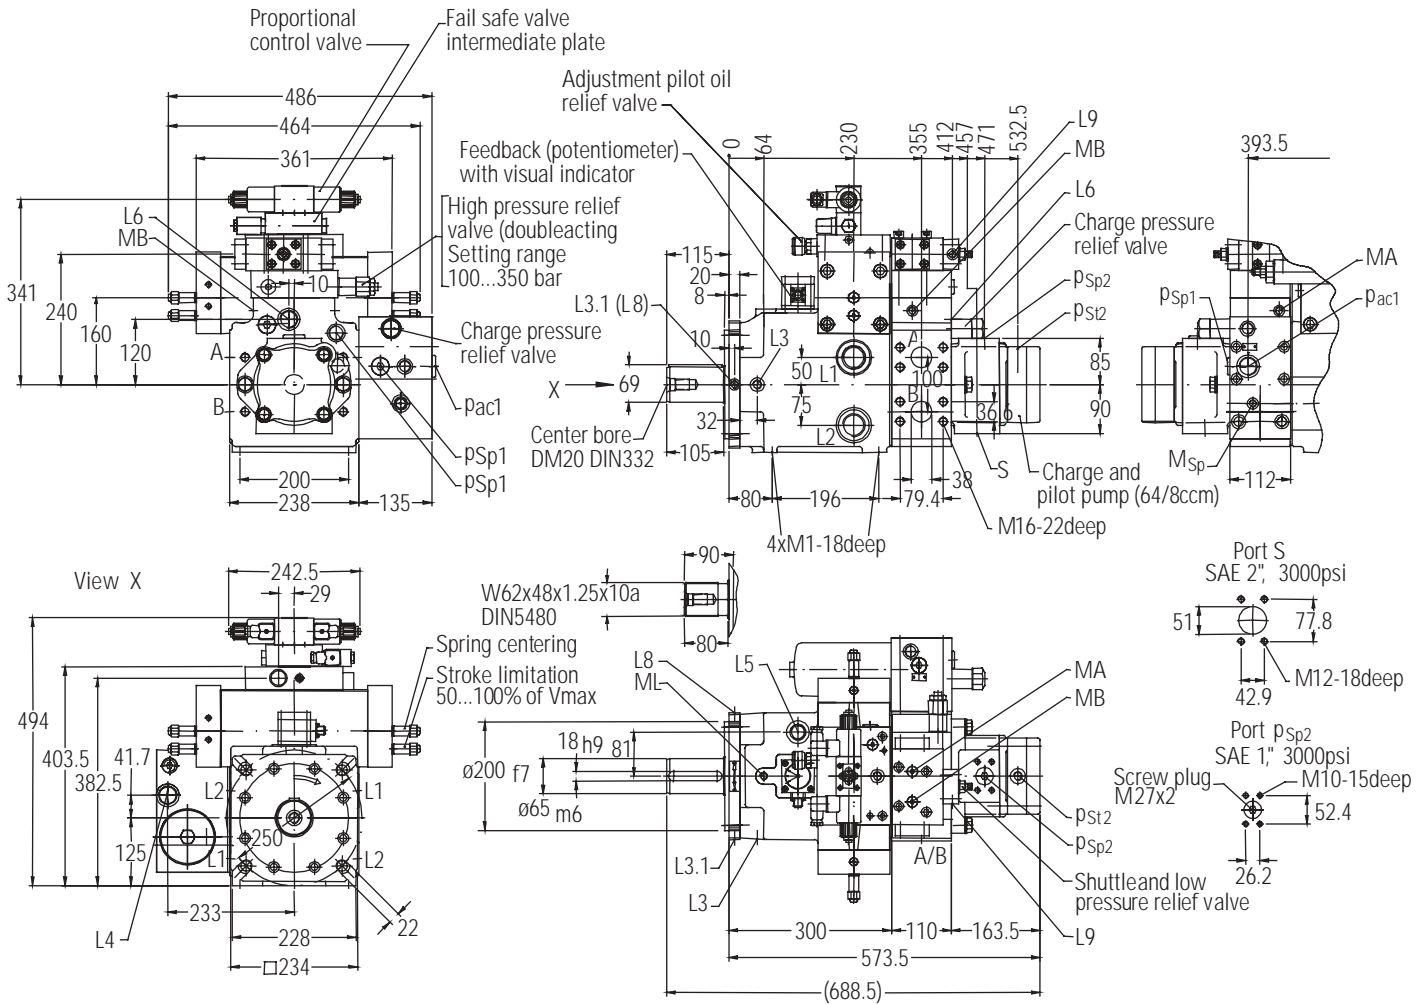 Proportional
control valve
Fail safe valve
intermediate plate
486
464
361
L6
MB
High pressure relief
valve (doubleacting
Setting range
100...350 bar
10
341
240
160
120
A
B
Charge pressure
relief valve
pac1
pSp1
pSp1
200
238
135
Adjustment pilot oil
relief valve
Feedback (potentiometer)
with visual indicator
0
64
230
355
412
457
471
532.5
L9
MB
L6
Charge pressure
relief valve
pSp2
pSt2
115
20
8
L3.1 (L8)
10
L3
X
69
50
L1
75
L2
A
100
B
36.6
85
90
32
Center bore
DM20 DIN332
105
80
196
79.4
38
S
Charge and
pilot pump (64/8ccm)
M16-22deep
4xM1-18deep
393.5
MA
pSp1
pac1
MSp
112
View X
242.5
29
Spring centering
Stroke limitation
50...100% of Vmax
494
403.5
382.5
41.7
125
L2
L1
250
L1
L2
L4
233
228
□234
22
W62x48x1.25x10a
DIN5480
90
80
L8
ML
L5
MA
MB
18 h9
81
ø200 f7
ø65 m6
L3.1
L3
A/B
pSt2
pSp2
Shuttleand low
pressure relief valve
L9
300
110
163.5
573.5
(688.5)
Port S
SAE 2", 3000psi
51
77.8
M12-18deep
42.9
Port pSp2
SAE 1," 3000psi
Screw plug
M27x2
M10-15deep
52.4
26.2